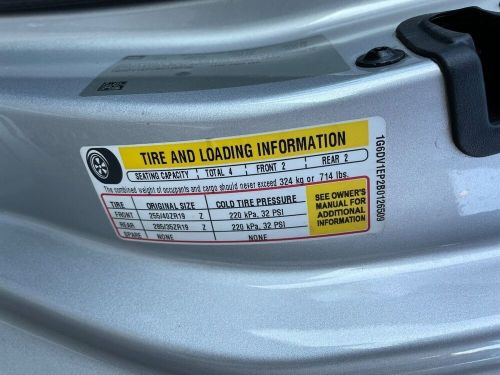 TIRE AND LOADING INFORMATION
SEATING CAPACITY TOTAL 4 FRONT 2 REAR 2
The combined weight of occupants and cargo should never exceed 324 kg or 714 lbs.
TIRE ORIGINAL SIZE COLD TIRE PRESSURE
FRONT 255/40ZR19 Z 220 kPa, 32 PSI
REAR 285/35ZR19 Z 220 kPa, 32 PSI
SPARE NONE NONE
SEE OWNER'S
MANUAL FOR
ADDITIONAL
INFORMATION
1G6DV1EP2B0126509